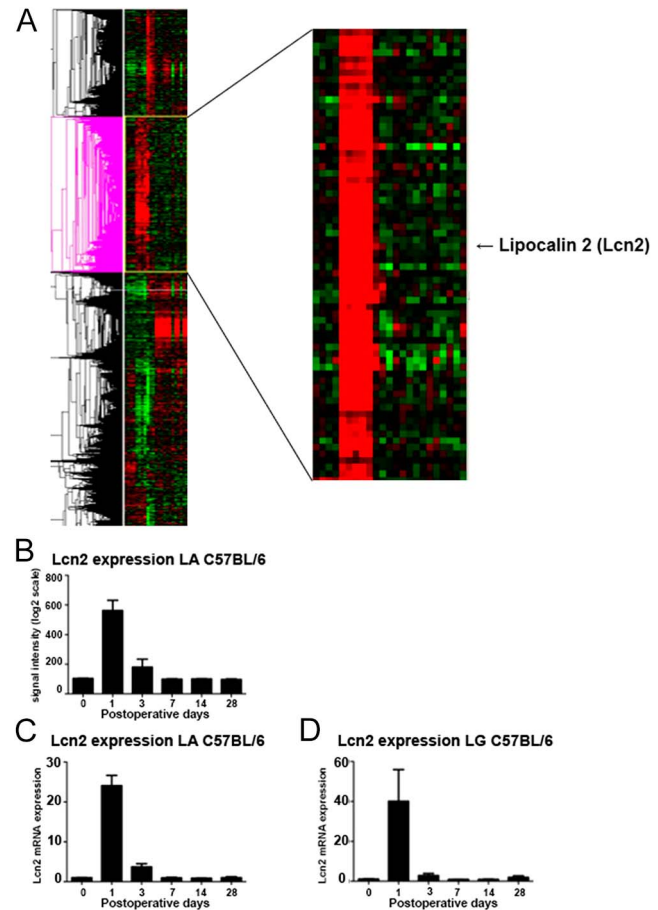 A
← Lipocalin 2 (Lcn2)
B
Lcn2 expression LA C57BL/6
signal intensity (log2 scale)
800
600
400
200
0
0 1 3 7 14 28
Postoperative days
C
Lcn2 expression LA C57BL/6
Lcn2 mRNA expression
30
20
10
0
0 1 3 7 14 28
Postoperative days
D
Lcn2 expression LG C57BL/6
Lcn2 mRNA expression
60
40
20
0
0 1 3 7 14 28
Postoperative days